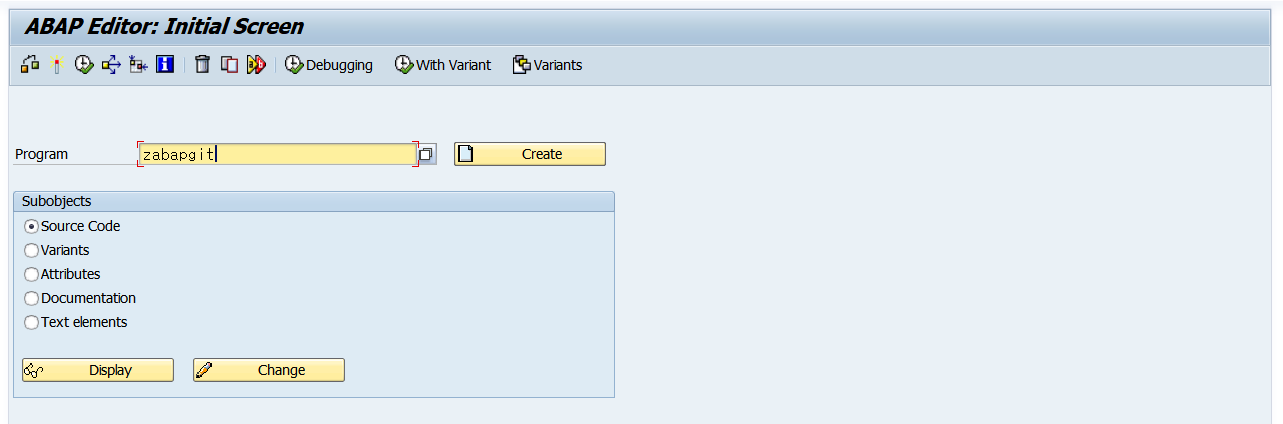 ABAP Editor: Initial Screen
Debugging With Variant Variants
Program zabapgit Create
Subobjects
Source Code
Variants
Attributes
Documentation
Text elements
Display Change